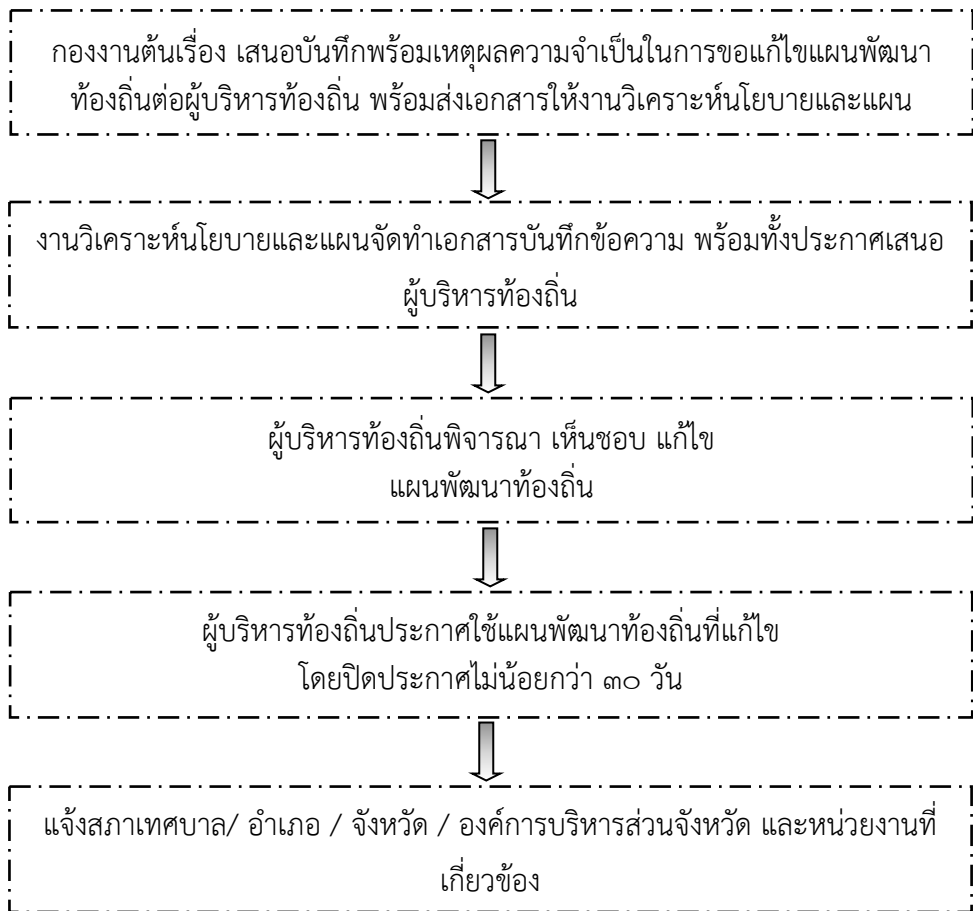 กองงานต้นเรื่อง เสนอบันทึกพร้อมเหตุผลความจำเป็นในการขอแก้ไขแผนพัฒนา
ท้องถิ่นต่อผู้บริหารท้องถิ่น พร้อมส่งเอกสารให้งานวิเคราะห์นโยบายและแผน
งานวิเคราะห์นโยบายและแผนจัดทำเอกสารบันทึกข้อความ พร้อมทั้งประกาศเสนอ
ผู้บริหารท้องถิ่น
ผู้บริหารท้องถิ่นพิจารณา เห็นชอบ แก้ไข
แผนพัฒนาท้องถิ่น
ผู้บริหารท้องถิ่นประกาศใช้แผนพัฒนาท้องถิ่นที่แก้ไข
โดยปิดประกาศไม่น้อยกว่า ๓๐ วัน
แจ้งสภาเทศบาล/ อำเภอ / จังหวัด / องค์การบริหารส่วนจังหวัด และหน่วยงานที่
เกี่ยวข้อง